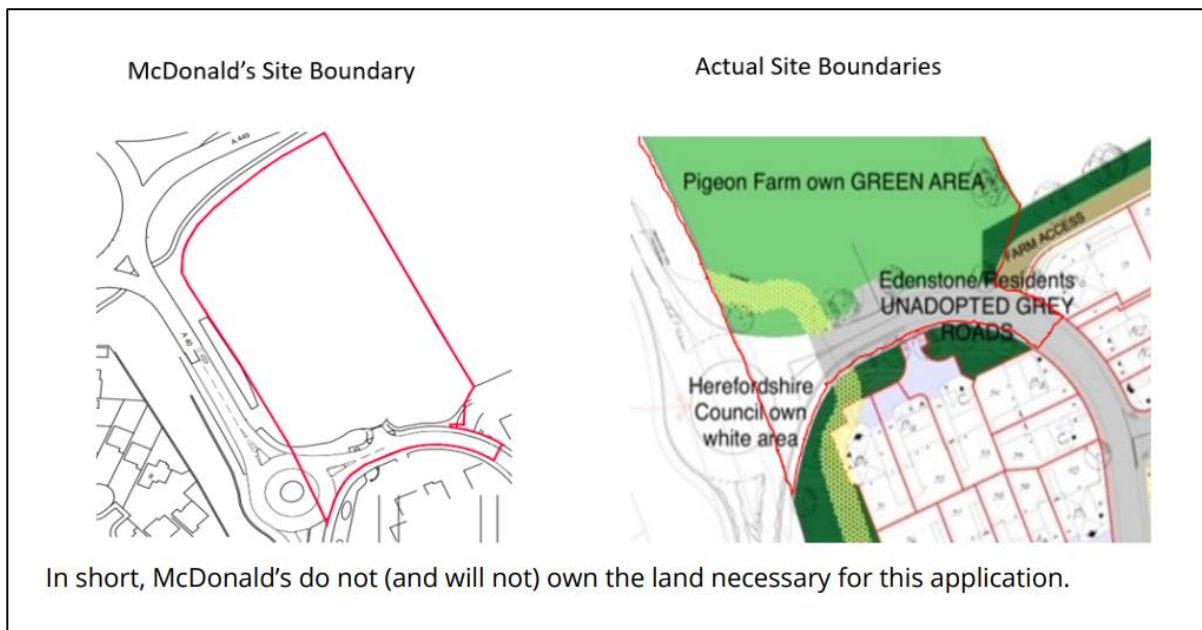 McDonald's Site Boundary
Actual Site Boundaries
A 449
A 40
Pigeon Farm own GREEN AREA
FARM ACCESS
Edenstone/Residents
UNADOPTED GREY
ROADS
Herefordshire
Council own
white area
In short, McDonald's do not (and will not) own the land necessary for this application.